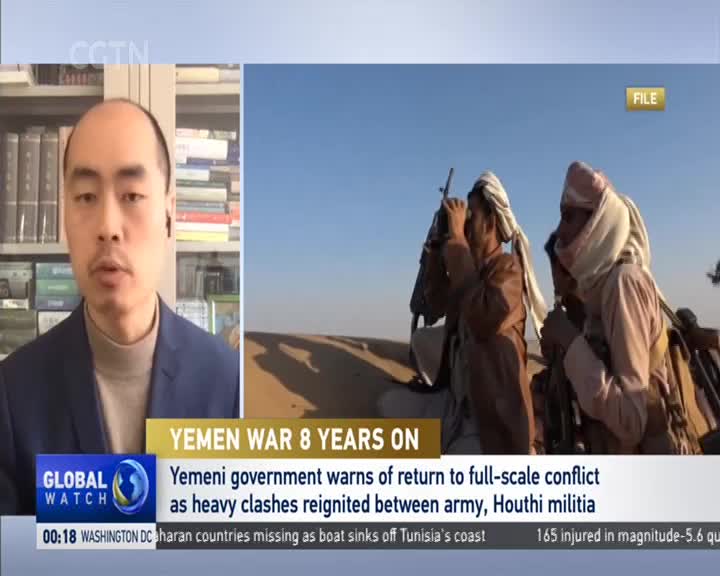 CGTN
FILE
YEMEN WAR 8 YEARS ON
Yemeni government warns of return to full-scale conflict
as heavy clashes reignited between army, Houthi militia
GLOBAL
WATCH
00:18 WASHINGTON DC
aharan countries missing as boat sinks off Tunisia's coast
165 injured in magnitude-5.6 qu